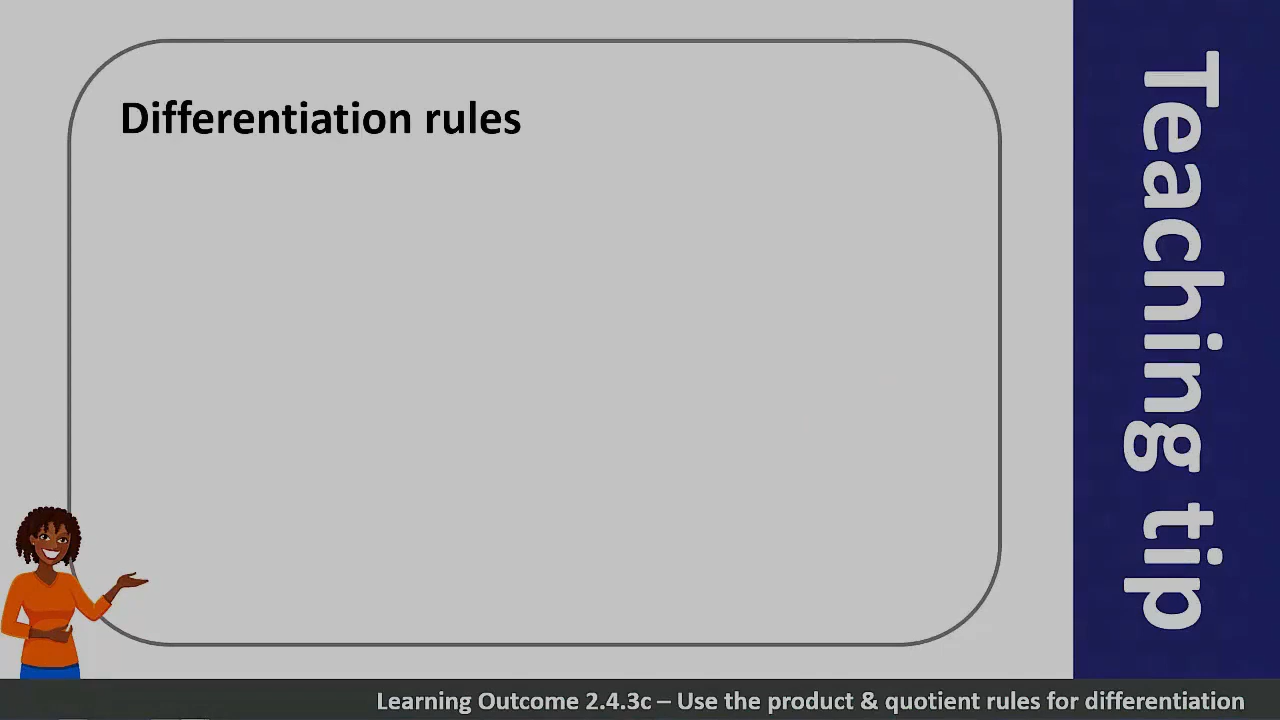 Differentiation rules
Teaching tip
Learning Outcome 2.4.3c – Use the product & quotient rules for differentiation